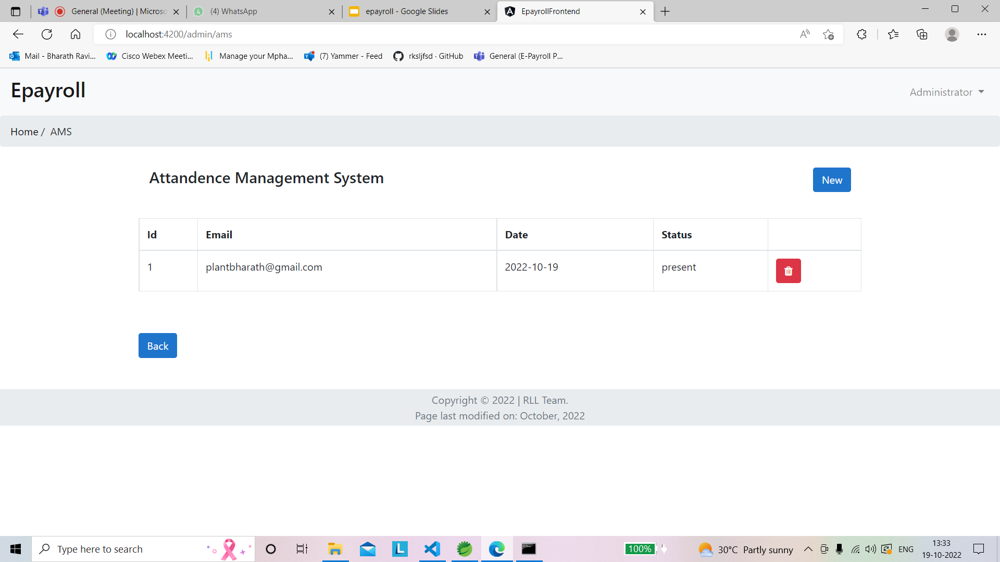 General (Meeting) | Microso
(4) WhatsApp
epayroll - Google Slides
EpayrollFrontend
localhost:4200/admin/ams
Mail - Bharath Ravi...
Cisco Webex Meeti...
Manage your Mpha...
(7) Yammer - Feed
rksljfsd · GitHub
General (E-Payroll P...
Epayroll
Administrator
Home / AMS
Attandence Management System
New
Id Email Date Status
1 plantbharath@gmail.com 2022-10-19 present
Back
Copyright © 2022 | RLL Team.
Page last modified on: October, 2022
Type here to search
100%
30°C Partly sunny
ENG
13:33
19-10-2022